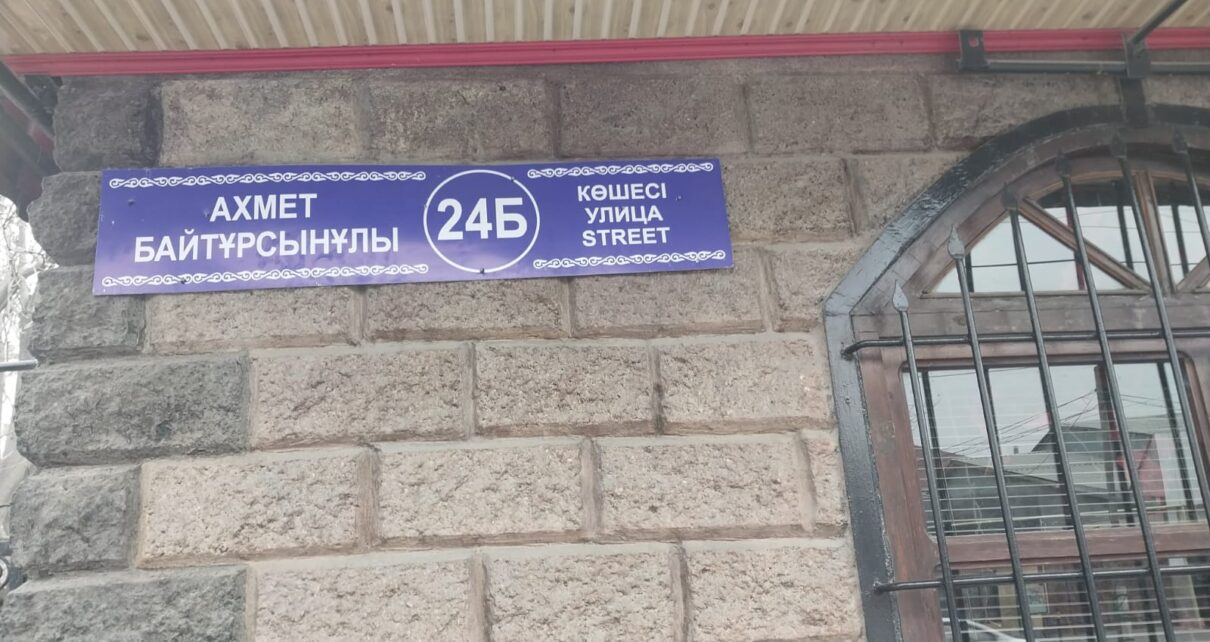 АХМЕТ
БАЙТҰРСЫНҰЛЫ
24Б
КӨШЕСІ
УЛИЦА
STREET